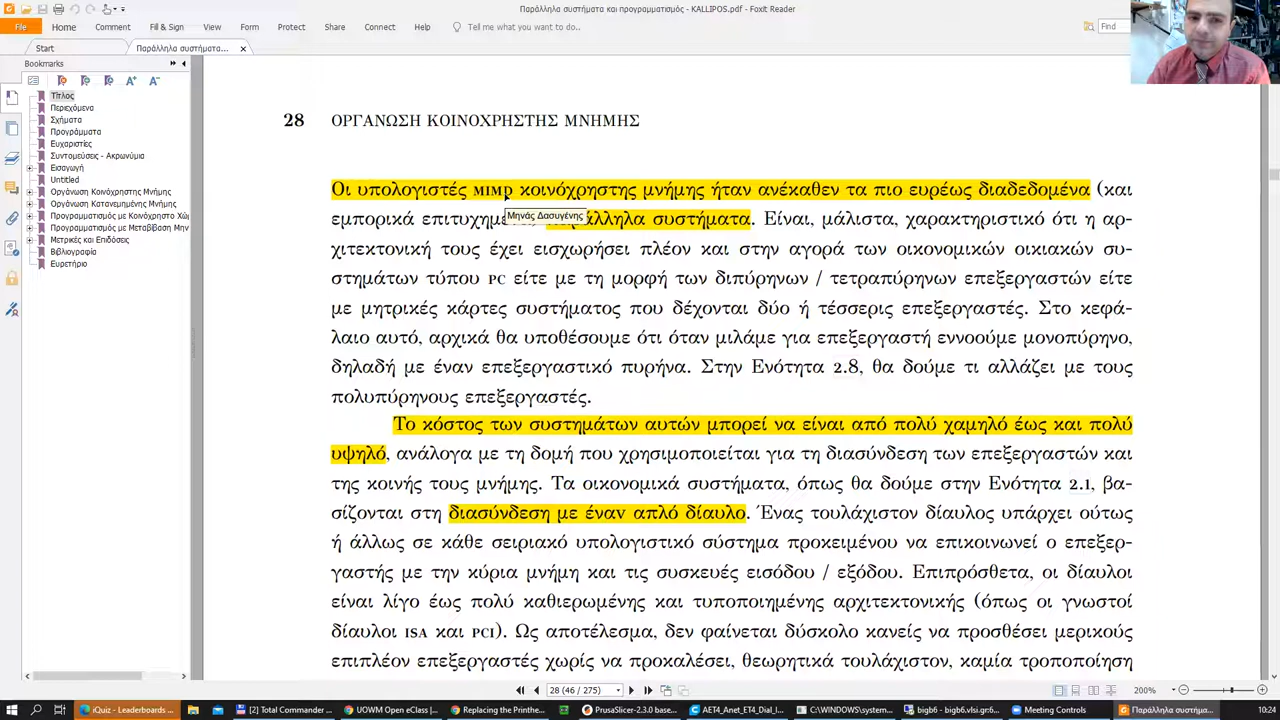 Παράλληλα συστήματα και προγραμματισμός - KALLIPOS.pdf - Foxit Reader
File Home Comment Fill & Sign View Form Protect Share Connect Help Tell me what you want to do... Find
Start Παράλληλα συστήματα...
Bookmarks
Τίτλος
Περιεχόμενα
Σχήματα
Προγράμματα
Ευχαριστίες
Συντομεύσεις - Ακρωνύμια
Εισαγωγή
Untitled
Οργάνωση Κοινόχρηστης Μνήμης
Οργάνωση Κατανεμημένης Μνήμης
Προγραμματισμός με Κοινόχρηστο Χώ
Προγραμματισμός με Μεταβίβαση Μην
Μετρικές και Επιδόσεις
Βιβλιογραφία
Ευρετήριο
28 ΟΡΓΑΝΩΣΗ ΚΟΙΝΟΧΡΗΣΤΗΣ ΜΝΗΜΗΣ
Οι υπολογιστές MIMD κοινόχρηστης μνήμης ήταν ανέκαθεν τα πιο ευρέως διαδεδομένα (και
εμπορικά επιτυχημέ Μηνάς Δασυγένης άλληλα συστήματα. Είναι, μάλιστα, χαρακτηριστικό ότι η αρ-
χιτεκτονική τους έχει εισχωρήσει πλέον και στην αγορά των οικονομικών οικιακών συ-
στημάτων τύπου PC είτε με τη μορφή των διπύρηνων / τετραπύρηνων επεξεργαστών είτε
με μητρικές κάρτες συστήματος που δέχονται δύο ή τέσσερις επεξεργαστές. Στο κεφά-
λαιο αυτό, αρχικά θα υποθέσουμε ότι όταν μιλάμε για επεξεργαστή εννοούμε μονοπύρηνο,
δηλαδή με έναν επεξεργαστικό πυρήνα. Στην Ενότητα 2.8, θα δούμε τι αλλάζει με τους
πολυπύρηνους επεξεργαστές.
Το κόστος των συστημάτων αυτών μπορεί να είναι από πολύ χαμηλό έως και πολύ
υψηλό, ανάλογα με τη δομή που χρησιμοποιείται για τη διασύνδεση των επεξεργαστών και
της κοινής τους μνήμης. Τα οικονομικά συστήματα, όπως θα δούμε στην Ενότητα 2.1, βα-
σίζονται στη διασύνδεση με έναν απλό δίαυλο. Ένας τουλάχιστον δίαυλος υπάρχει ούτως
ή άλλως σε κάθε σειριακό υπολογιστικό σύστημα προκειμένου να επικοινωνεί ο επεξερ-
γαστής με την κύρια μνήμη και τις συσκευές εισόδου / εξόδου. Επιπρόσθετα, οι δίαυλοι
είναι λίγο έως πολύ καθιερωμένης και τυποποιημένης αρχιτεκτονικής (όπως οι γνωστοί
δίαυλοι ISA και PCI). Ως αποτέλεσμα, δεν φαίνεται δύσκολο κανείς να προσθέσει μερικούς
επιπλέον επεξεργαστές χωρίς να προκαλέσει, θεωρητικά τουλάχιστον, καμία τροποποίηση
28 (46 / 275) 200%
iQuiz - Leaderboards ... [Total Commander ... UOWM Open eClass |... Replacing the Printhe... PrusaSlicer-2.3.0 base... AET4_Anet_ET4_Dial_I... C:\WINDOWS\system... bigb6 - bigb6.vlsi.gr:6... Meeting Controls Παράλληλα συστήμα... 10:24